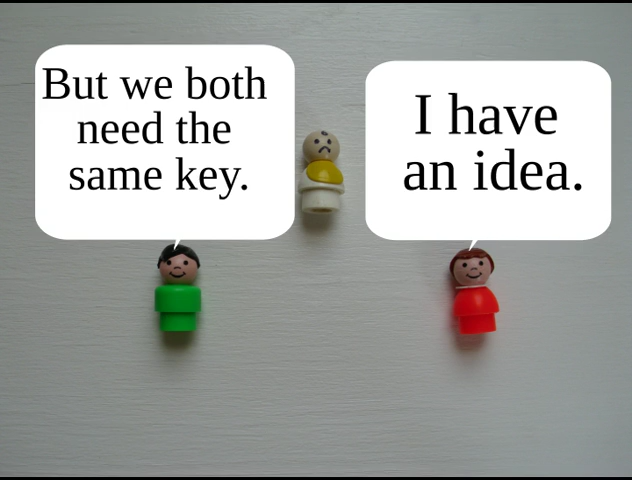 But we both
need the
same key.
I have
an idea.